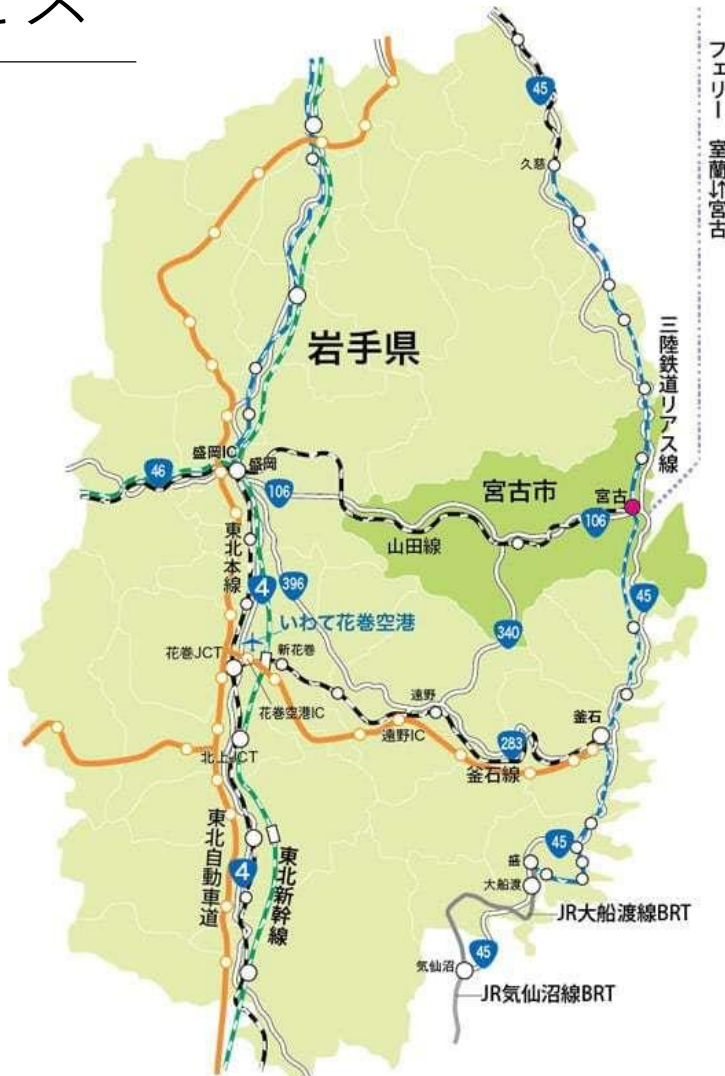 ス
45
フェリー 室蘭⇄宮古
久慈
岩手県
三陸鉄道リアス線
盛岡IC
盛岡
46
106
宮古市
宮古
106
山田線
東北本線
4
396
45
いわて花巻空港
340
花巻JCT
新花巻
花巻空港IC
遠野
遠野IC
釜石
283
釜石線
北上JCT
東北自動車道
4
東北新幹線
45
盛
大船渡
JR大船渡線BRT
45
気仙沼
JR気仙沼線BRT